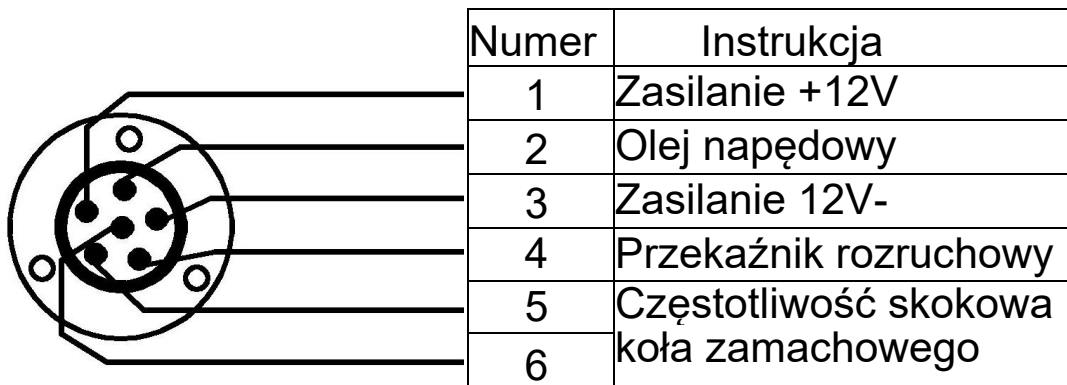 Numer Instrukcja
1 Zasilanie +12V
2 Olej napędowy
3 Zasilanie 12V-
4 Przekaźnik rozruchowy
5 Częstotliwość skokowa
6 koła zamachowego